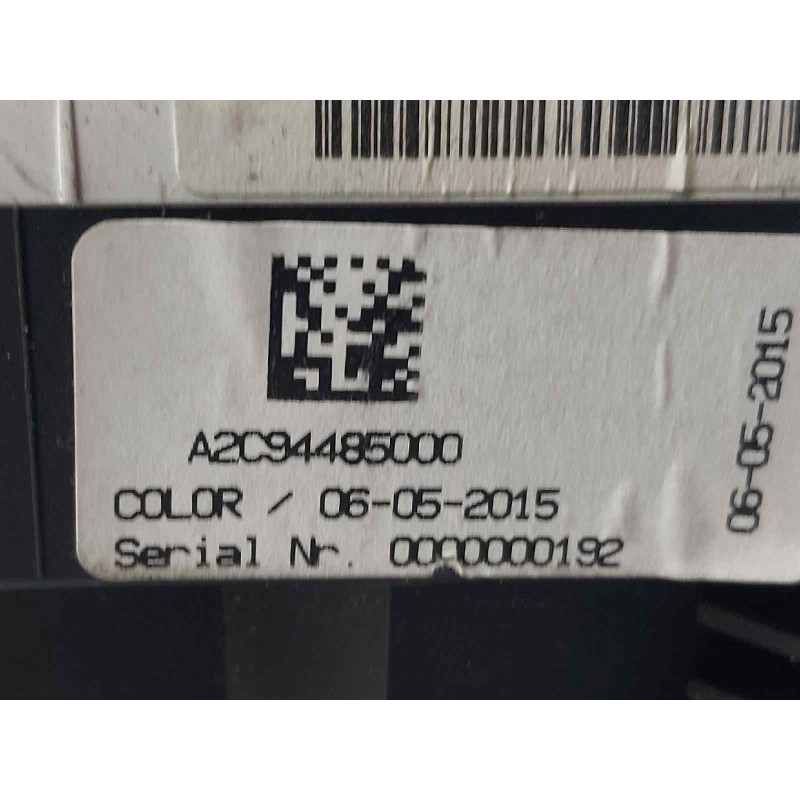 A2C94485000
COLOR / 06-05-2015
Serial Nr. 0000000192
06-05-2015